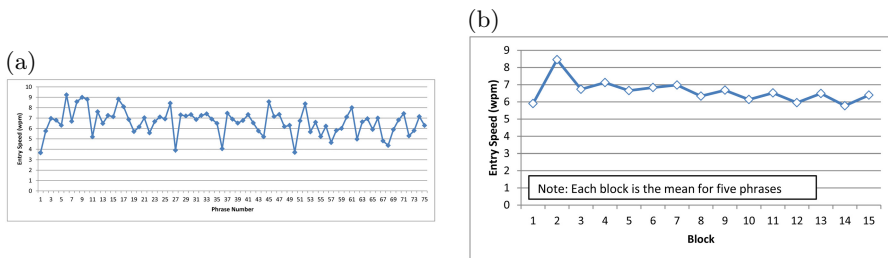 (a)
10
9
8
7
6
5
4
3
2
1
0
Entry Speed (wpm)
1 3 5 7 9 11 13 15 17 19 21 23 25 27 29 31 33 35 37 39 41 43 45 47 49 51 53 55 57 59 61 63 65 67 69 71 73 75
Phrase Number
(b)
9
8
7
6
5
4
3
2
1
0
Entry Speed (wpm)
Note: Each block is the mean for five phrases
1 2 3 4 5 6 7 8 9 10 11 12 13 14 15
Block